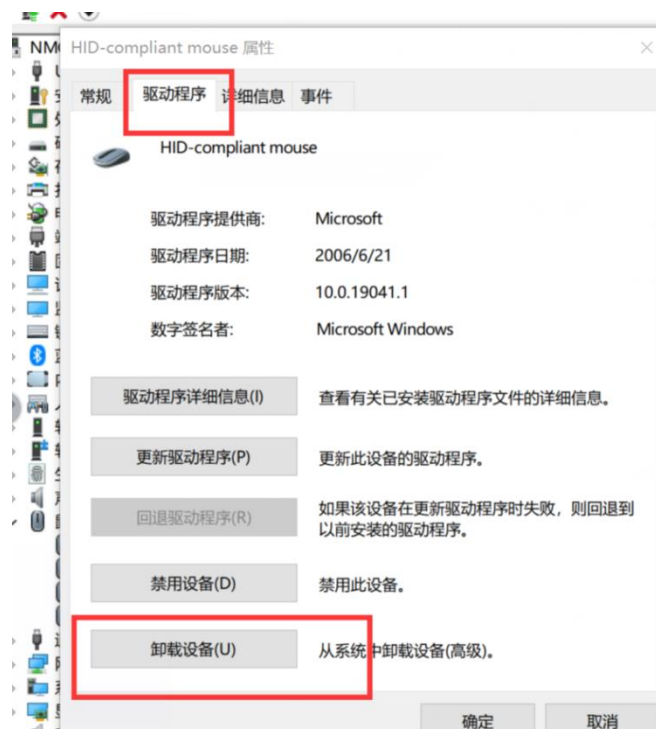 NM
HID-compliant mouse 属性
常规 驱动程序 详细信息 事件
HID-compliant mouse
驱动程序提供商: Microsoft
驱动程序日期: 2006/6/21
驱动程序版本: 10.0.19041.1
数字签名者: Microsoft Windows
驱动程序详细信息(I) 查看有关已安装驱动程序文件的详细信息。
更新驱动程序(P) 更新此设备的驱动程序。
回退驱动程序(R) 如果该设备在更新驱动程序时失败，则回退到
以前安装的驱动程序。
禁用设备(D) 禁用此设备。
卸载设备(U) 从系统中卸载设备(高级)。
确定 取消